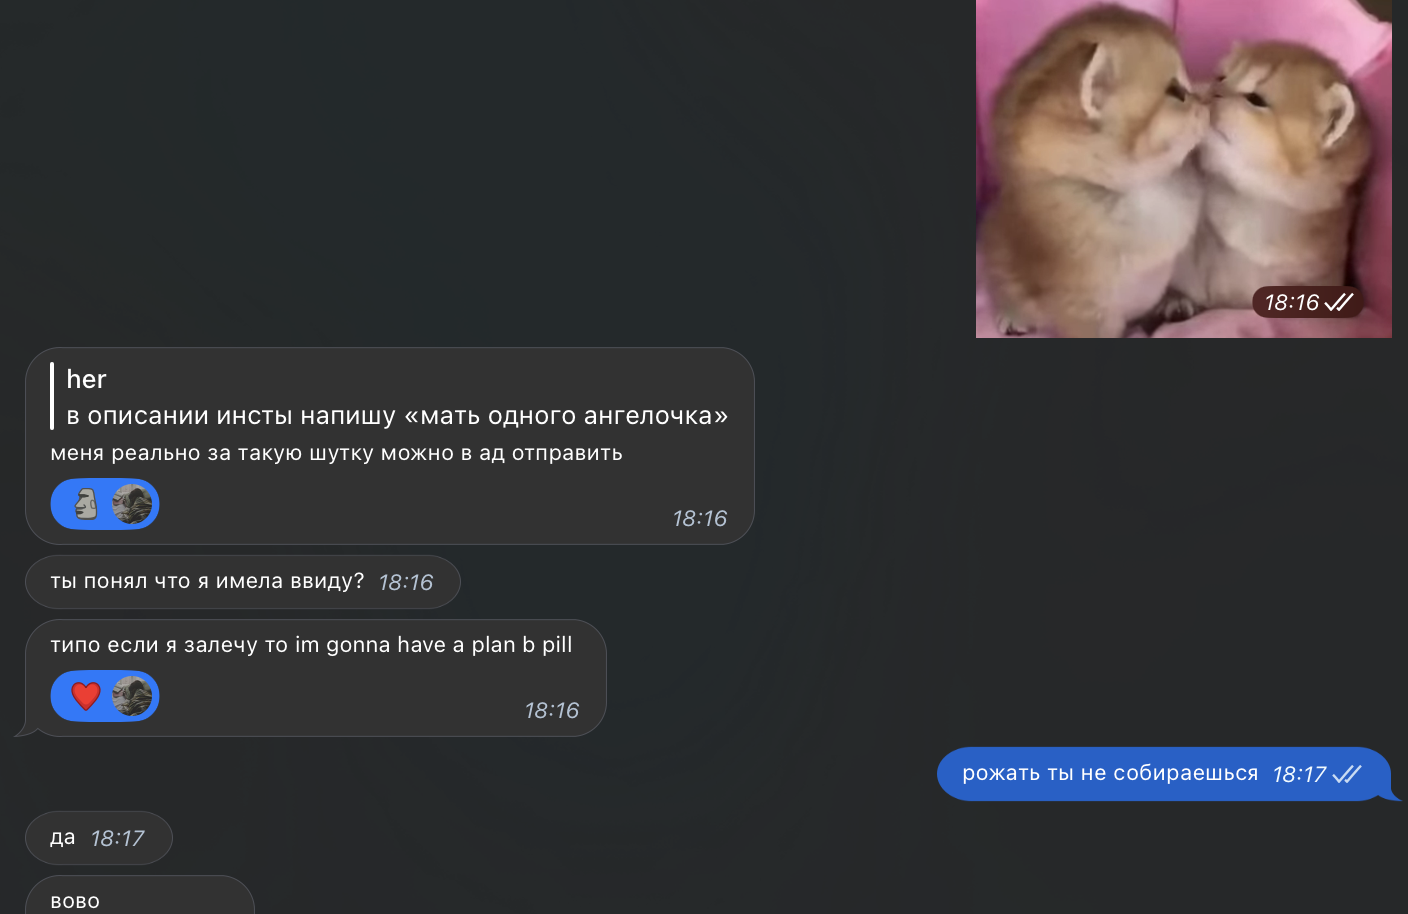 18:16
her
в описании инсты напишу «мать одного ангелочка»
меня реально за такую шутку можно в ад отправить
18:16
ты понял что я имела ввиду? 18:16
типо если я залечу то im gonna have a plan b pill
18:16
рожать ты не собираешься 18:17
да 18:17
вово